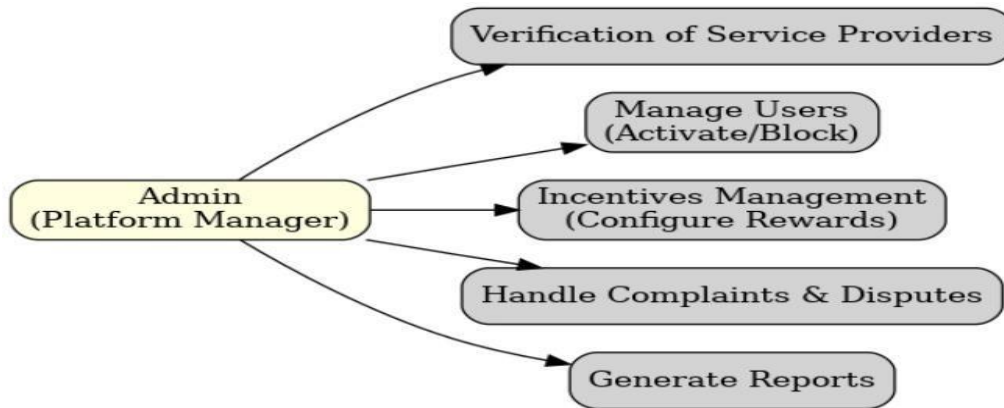 Verification of Service Providers
Manage Users
(Activate/Block)
Admin
(Platform Manager)
Incentives Management
(Configure Rewards)
Handle Complaints & Disputes
Generate Reports